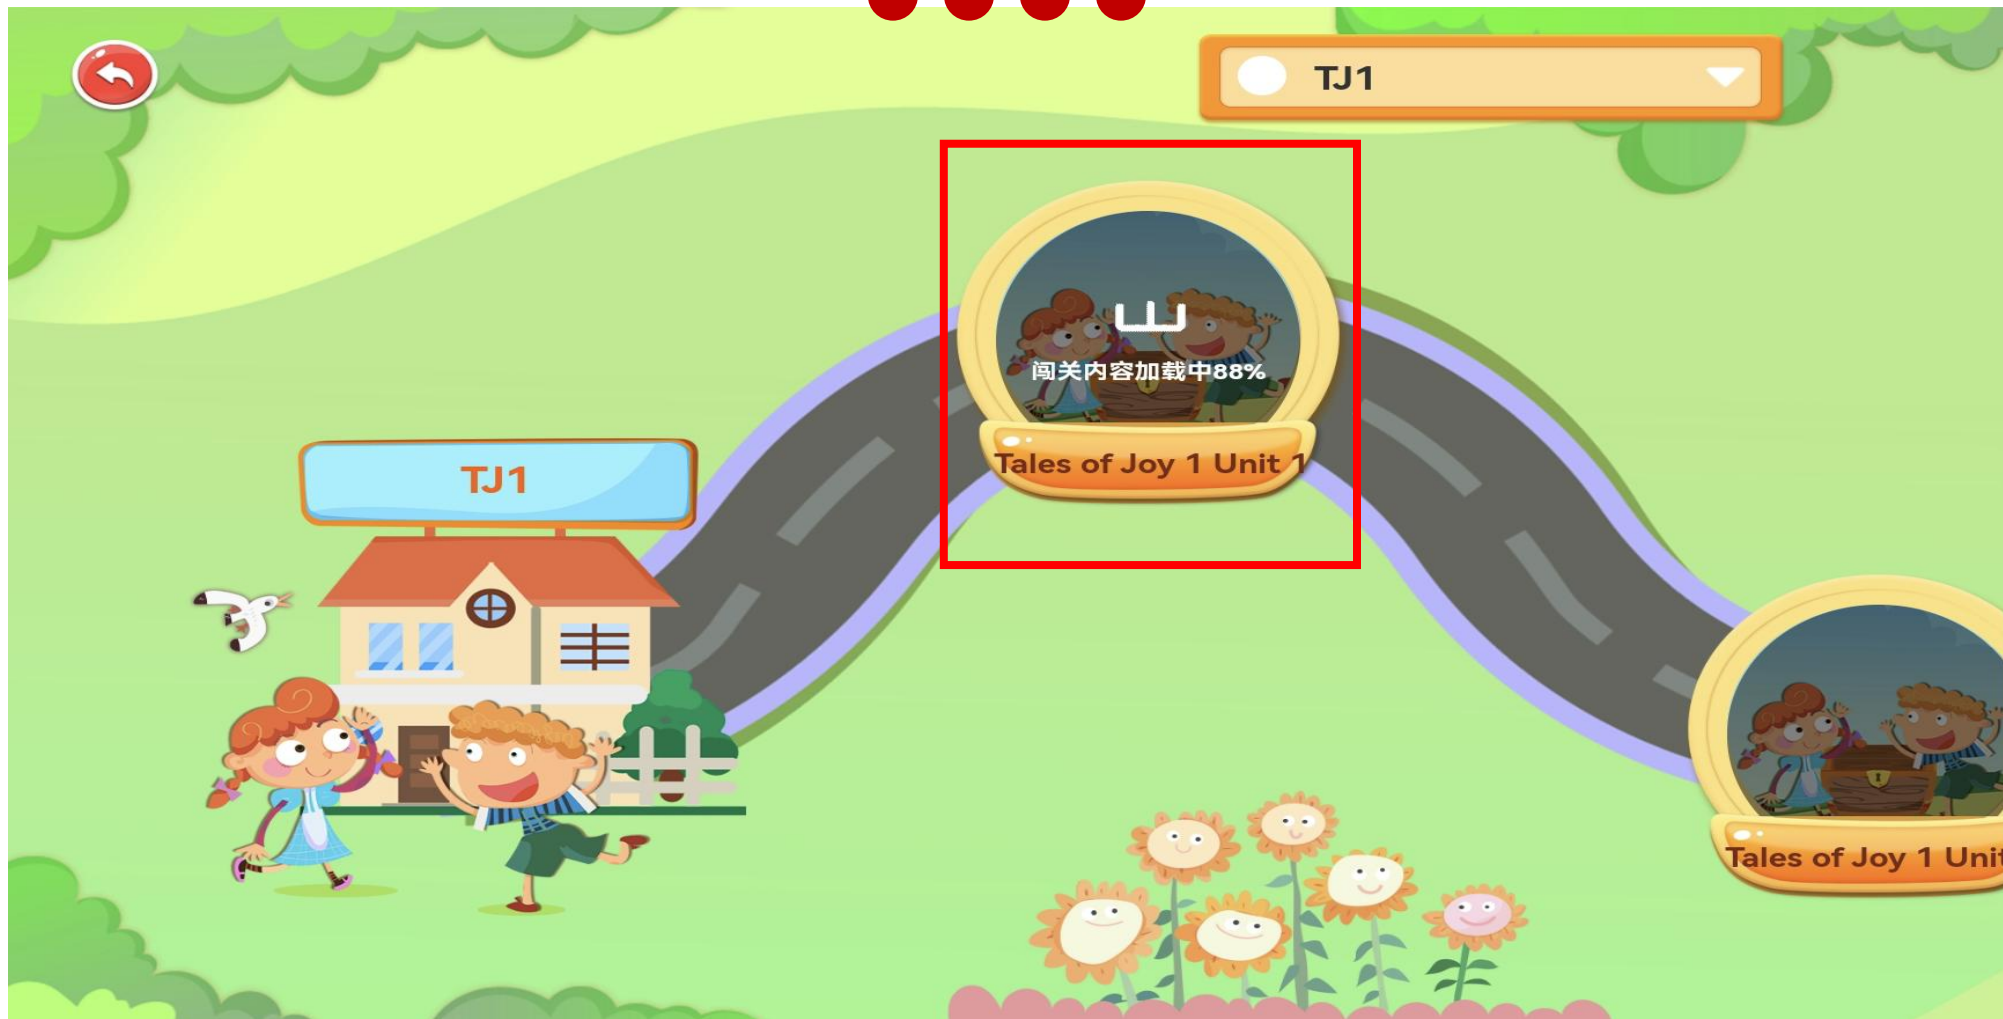 TJ1
闯关内容加载中88%
Tales of Joy 1 Unit 1
TJ1
Tales of Joy 1 Unit